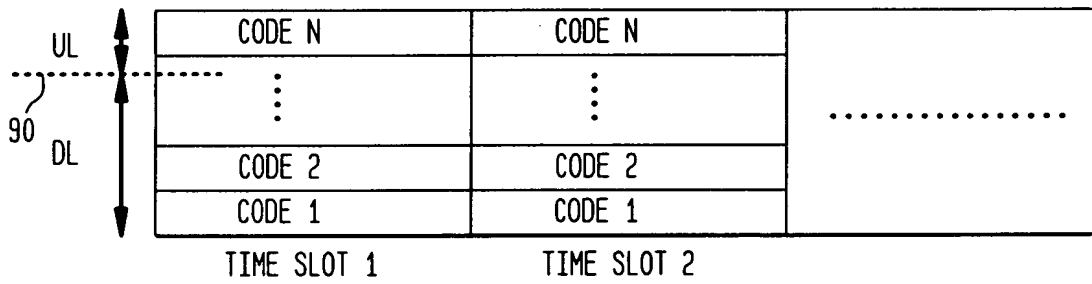 UL
CODE N
CODE N
90
DL
CODE 2
CODE 2
CODE 1
CODE 1
TIME SLOT 1
TIME SLOT 2